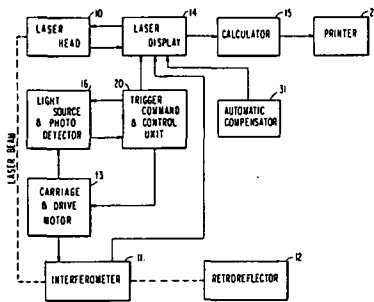 10
LASER
HEAD
14
LASER
DISPLAY
15
CALCULATOR
PRINTER
2
16
LIGHT
SOURCE
& PHOTO
DETECTOR
20
TRIGGER
COMMAND
& CONTROL
UNIT
31
AUTOMATIC
COMPENSATOR
LASER BEAM
13
CARRIAGE
& DRIVE
MOTOR
11
INTERFEROMETER
12
RETROREFLECTOR